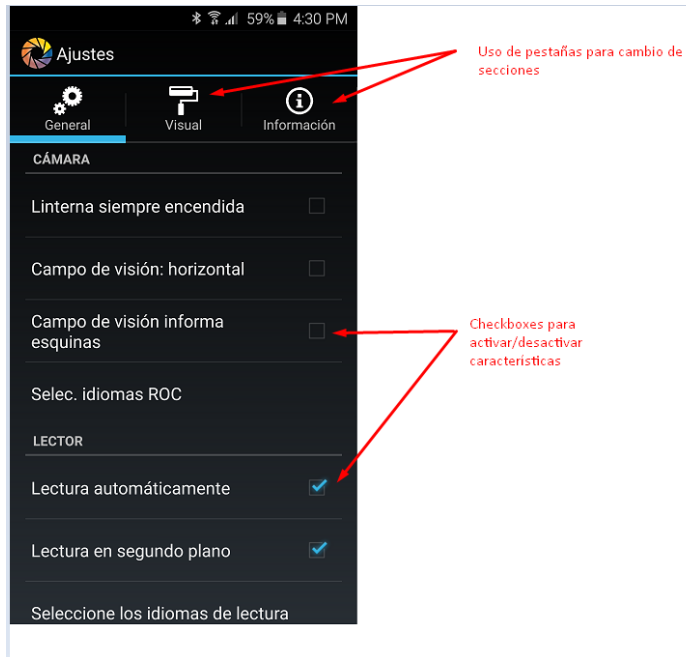 59% 4:30 PM
Ajustes
Uso de pestañas para cambio de
secciones
General
Visual
Información
CÁMARA
Linterna siempre encendida
Campo de visión: horizontal
Campo de visión informa
esquinas
Checkboxes para
activar/desactivar
características
Selec. idiomas ROC
LECTOR
Lectura automáticamente
Lectura en segundo plano
Seleccione los idiomas de lectura